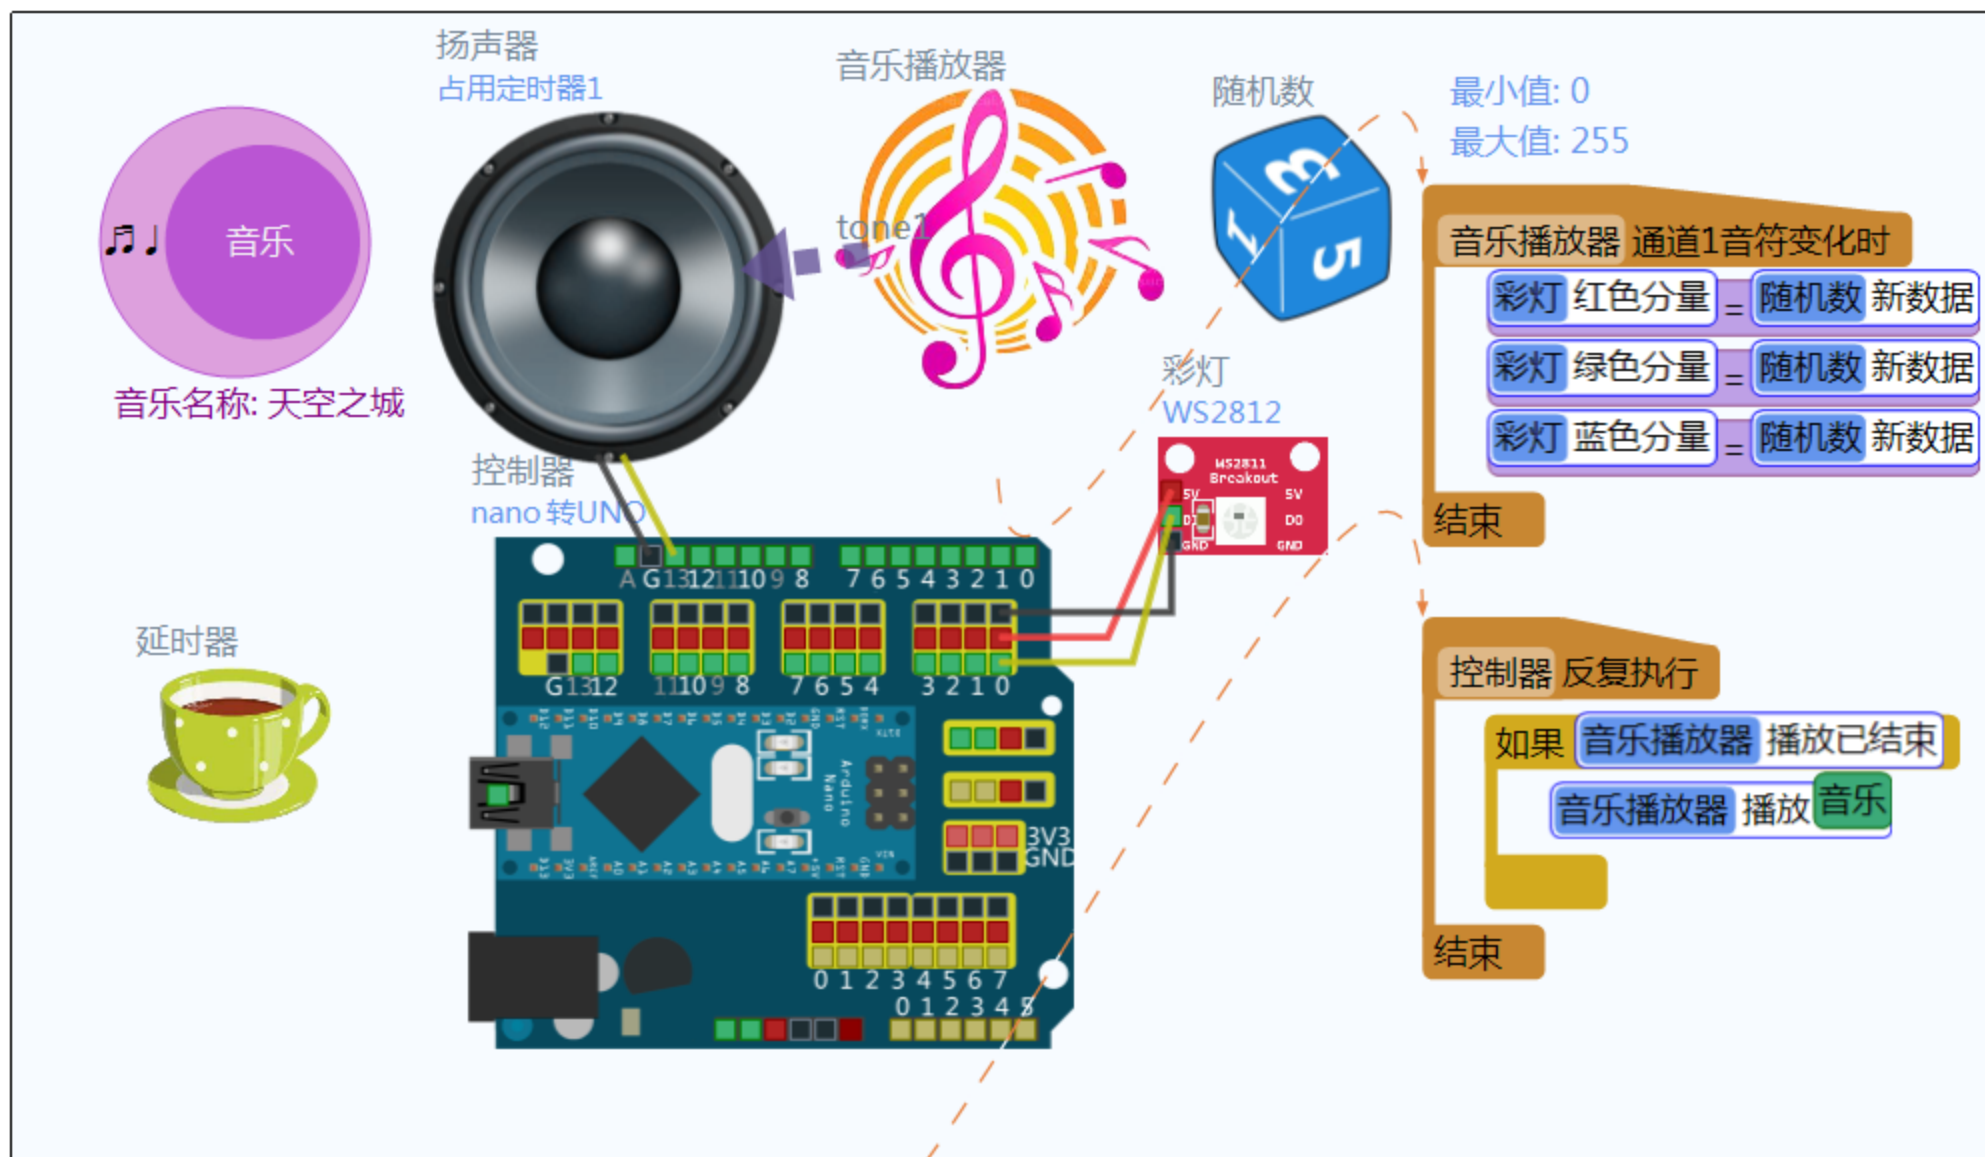 扬声器
占用定时器1
音乐播放器
随机数
最小值: 0
最大值: 255
音乐
tone1
3
1
5
音乐播放器 通道1音符变化时
彩灯 红色分量 = 随机数 新数据
彩灯 绿色分量 = 随机数 新数据
彩灯 蓝色分量 = 随机数 新数据
结束
音乐名称: 天空之城
彩灯
WS2812
WS2811
Breakout
5V 5V
DI DO
GND GND
控制器
nano 转UNO
A G 13 12 11 10 9 8 7 6 5 4 3 2 1 0
G 13 12 11 10 9 8 7 6 5 4 3 2 1 0
延时器
Arduino
Nano
3V3
GND
0 1 2 3 4 5 6 7
0 1 2 3 4 5
控制器 反复执行
如果 音乐播放器 播放已结束
音乐播放器 播放 音乐
结束